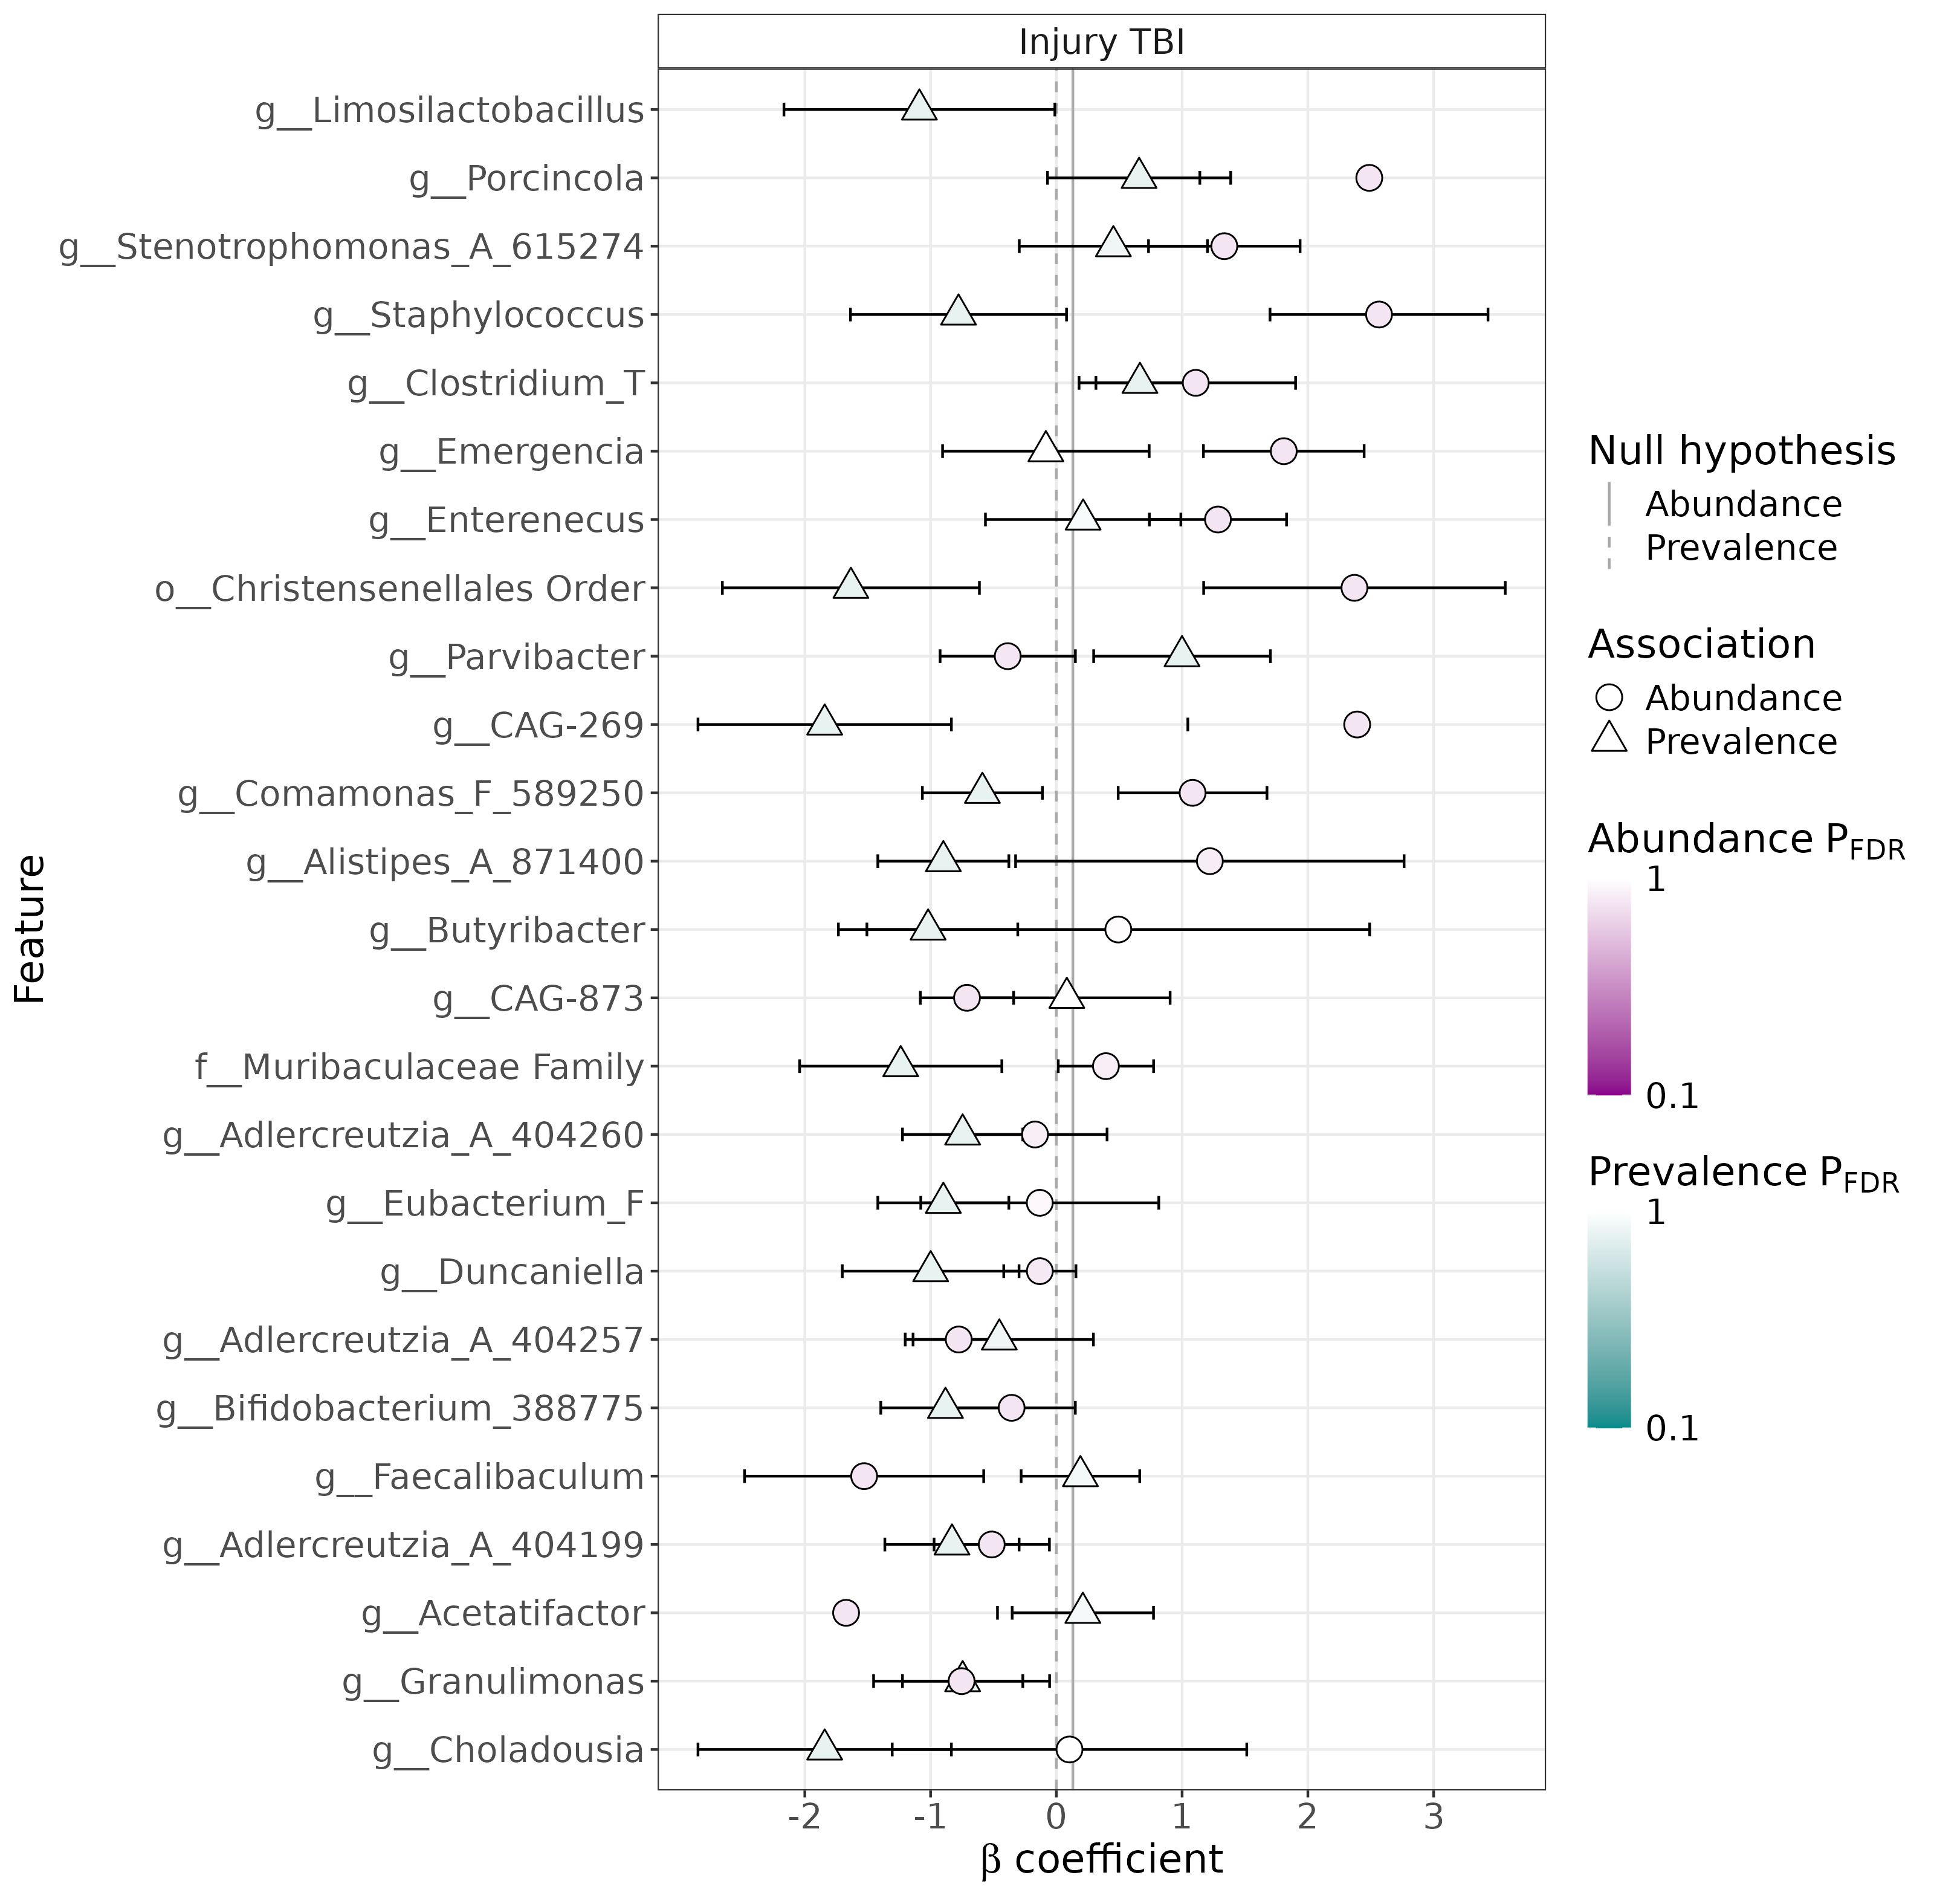 Injury TBI
g__Limosilactobacillus
g__Porcincola
g__Stenotrophomonas_A_615274
g__Staphylococcus
g__Clostridium_T
g__Emergencia
g__Enterenecus
o__Christensenellales Order
g__Parvibacter
g__CAG-269
g__Comamonas_F_589250
g__Alistipes_A_871400
g__Butyribacter
g__CAG-873
f__Muribaculaceae Family
g__Adlercreutzia_A_404260
g__Eubacterium_F
g__Duncaniella
g__Adlercreutzia_A_404257
g__Bifidobacterium_388775
g__Faecalibaculum
g__Adlercreutzia_A_404199
g__Acetatifactor
g__Granulimonas
g__Choladousia
Feature
-2 -1 0 1 2 3
β coefficient
Null hypothesis
Abundance
Prevalence
Association
Abundance
Prevalence
Abundance PFDR
1
0.1
Prevalence PFDR
1
0.1